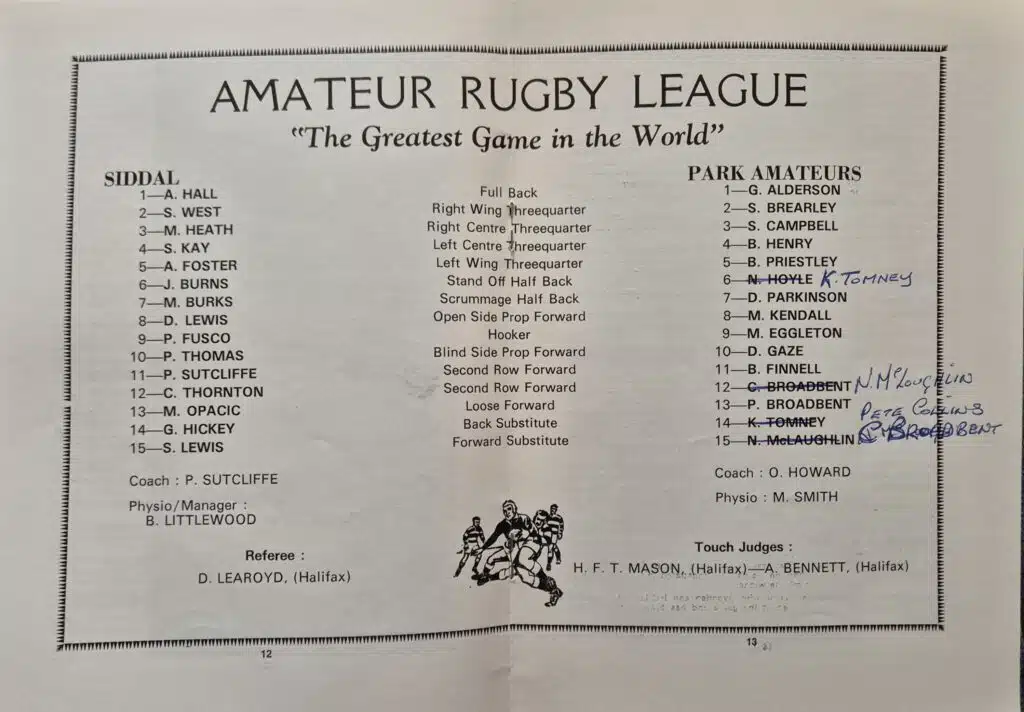 AMATEUR RUGBY LEAGUE
"The Greatest Game in the World"
SIDDAL
1—A. HALL
2—S. WEST
3—M. HEATH
4—S. KAY
5—A. FOSTER
6—J. BURNS
7—M. BURKS
8—D. LEWIS
9—P. FUSCO
10—P. THOMAS
11—P. SUTCLIFFE
12—C. THORNTON
13—M. OPACIC
14—G. HICKEY
15—S. LEWIS
Coach : P. SUTCLIFFE
Physio/Manager :
B. LITTLEWOOD
Referee :
D. LEAROYD, (Halifax)
12
Full Back
Right Wing Threequarter
Right Centre Threequarter
Left Centre Threequarter
Left Wing Threequarter
Stand Off Half Back
Scrummage Half Back
Open Side Prop Forward
Hooker
Blind Side Prop Forward
Second Row Forward
Second Row Forward
Loose Forward
Back Substitute
Forward Substitute
PARK AMATEURS
1—G. ALDERSON
2—S. BREARLEY
3—S. CAMPBELL
4—B. HENRY
5—B. PRIESTLEY
6—N. HOYLE K. TOMNEY
7—D. PARKINSON
8—M. KENDALL
9—M. EGGLETON
10—D. GAZE
11—B. FINNELL
12—C. BROADBENT N. McLOUGHLIN
13—P. BROADBENT
14—K. TOMNEY PETE COLLINS
15—N. McLAUGHLIN C BROADBENT
Coach : O. HOWARD
Physio : M. SMITH
Touch Judges :
H. F. T. MASON, (Halifax)—A. BENNETT, (Halifax)
13